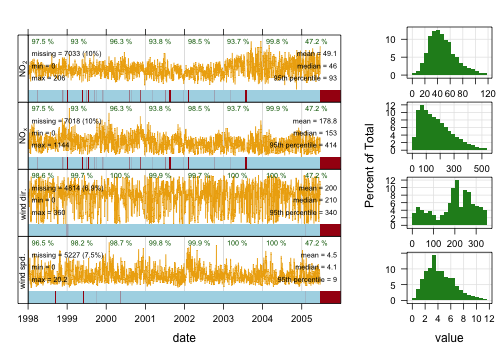 NO2
97.5 % 93 % 96.3 % 93.8 % 98.5 % 93.7 % 99.8 % 47.2 %
missing = 7033 (10%) mean = 49.1
min = 0 median = 46
max = 206 95th percentile = 93
NOx
97.5 % 93 % 96.3 % 93.8 % 98.5 % 93.7 % 99.9 % 47.2 %
missing = 7018 (10%) mean = 178.8
min = 0 median = 153
max = 1144 95th percentile = 414
wind dir.
98.6 % 99.7 % 100 % 99.9 % 99.9 % 100 % 100 % 47.2 %
missing = 4814 (6.9%) mean = 200
min = 0 median = 210
max = 360 95th percentile = 340
wind spd.
96.5 % 98.2 % 98.7 % 99.8 % 99.9 % 100 % 100 % 47.2 %
missing = 5227 (7.5%) mean = 4.5
min = 0 median = 4.1
max = 20.2 95th percentile = 9
1998 1999 2000 2001 2002 2003 2004 2005
date
Percent of Total
10
5
0
0 20 40 60 80 120
12
10
8
6
4
2
0
0 100 300 500
12
10
8
6
4
2
0
0 100 200 300
15
10
5
0
0 2 4 6 8 10 12
value